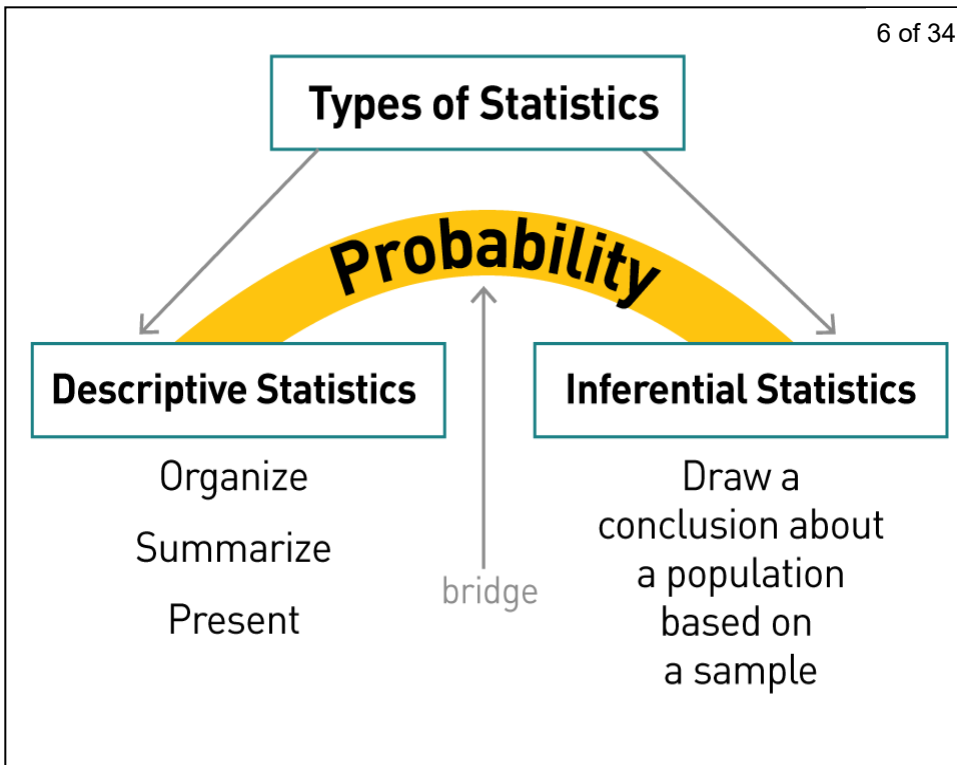 6 of 34
Types of Statistics
Probability
Descriptive Statistics
Organize
Summarize
Present
bridge
Inferential Statistics
Draw a
conclusion about
a population
based on
a sample